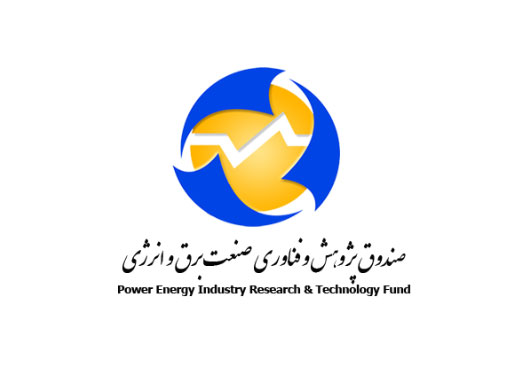 صندوق پژوهش و فناوری صنعت برق و انرژی
Power Energy Industry Research & Technology Fund